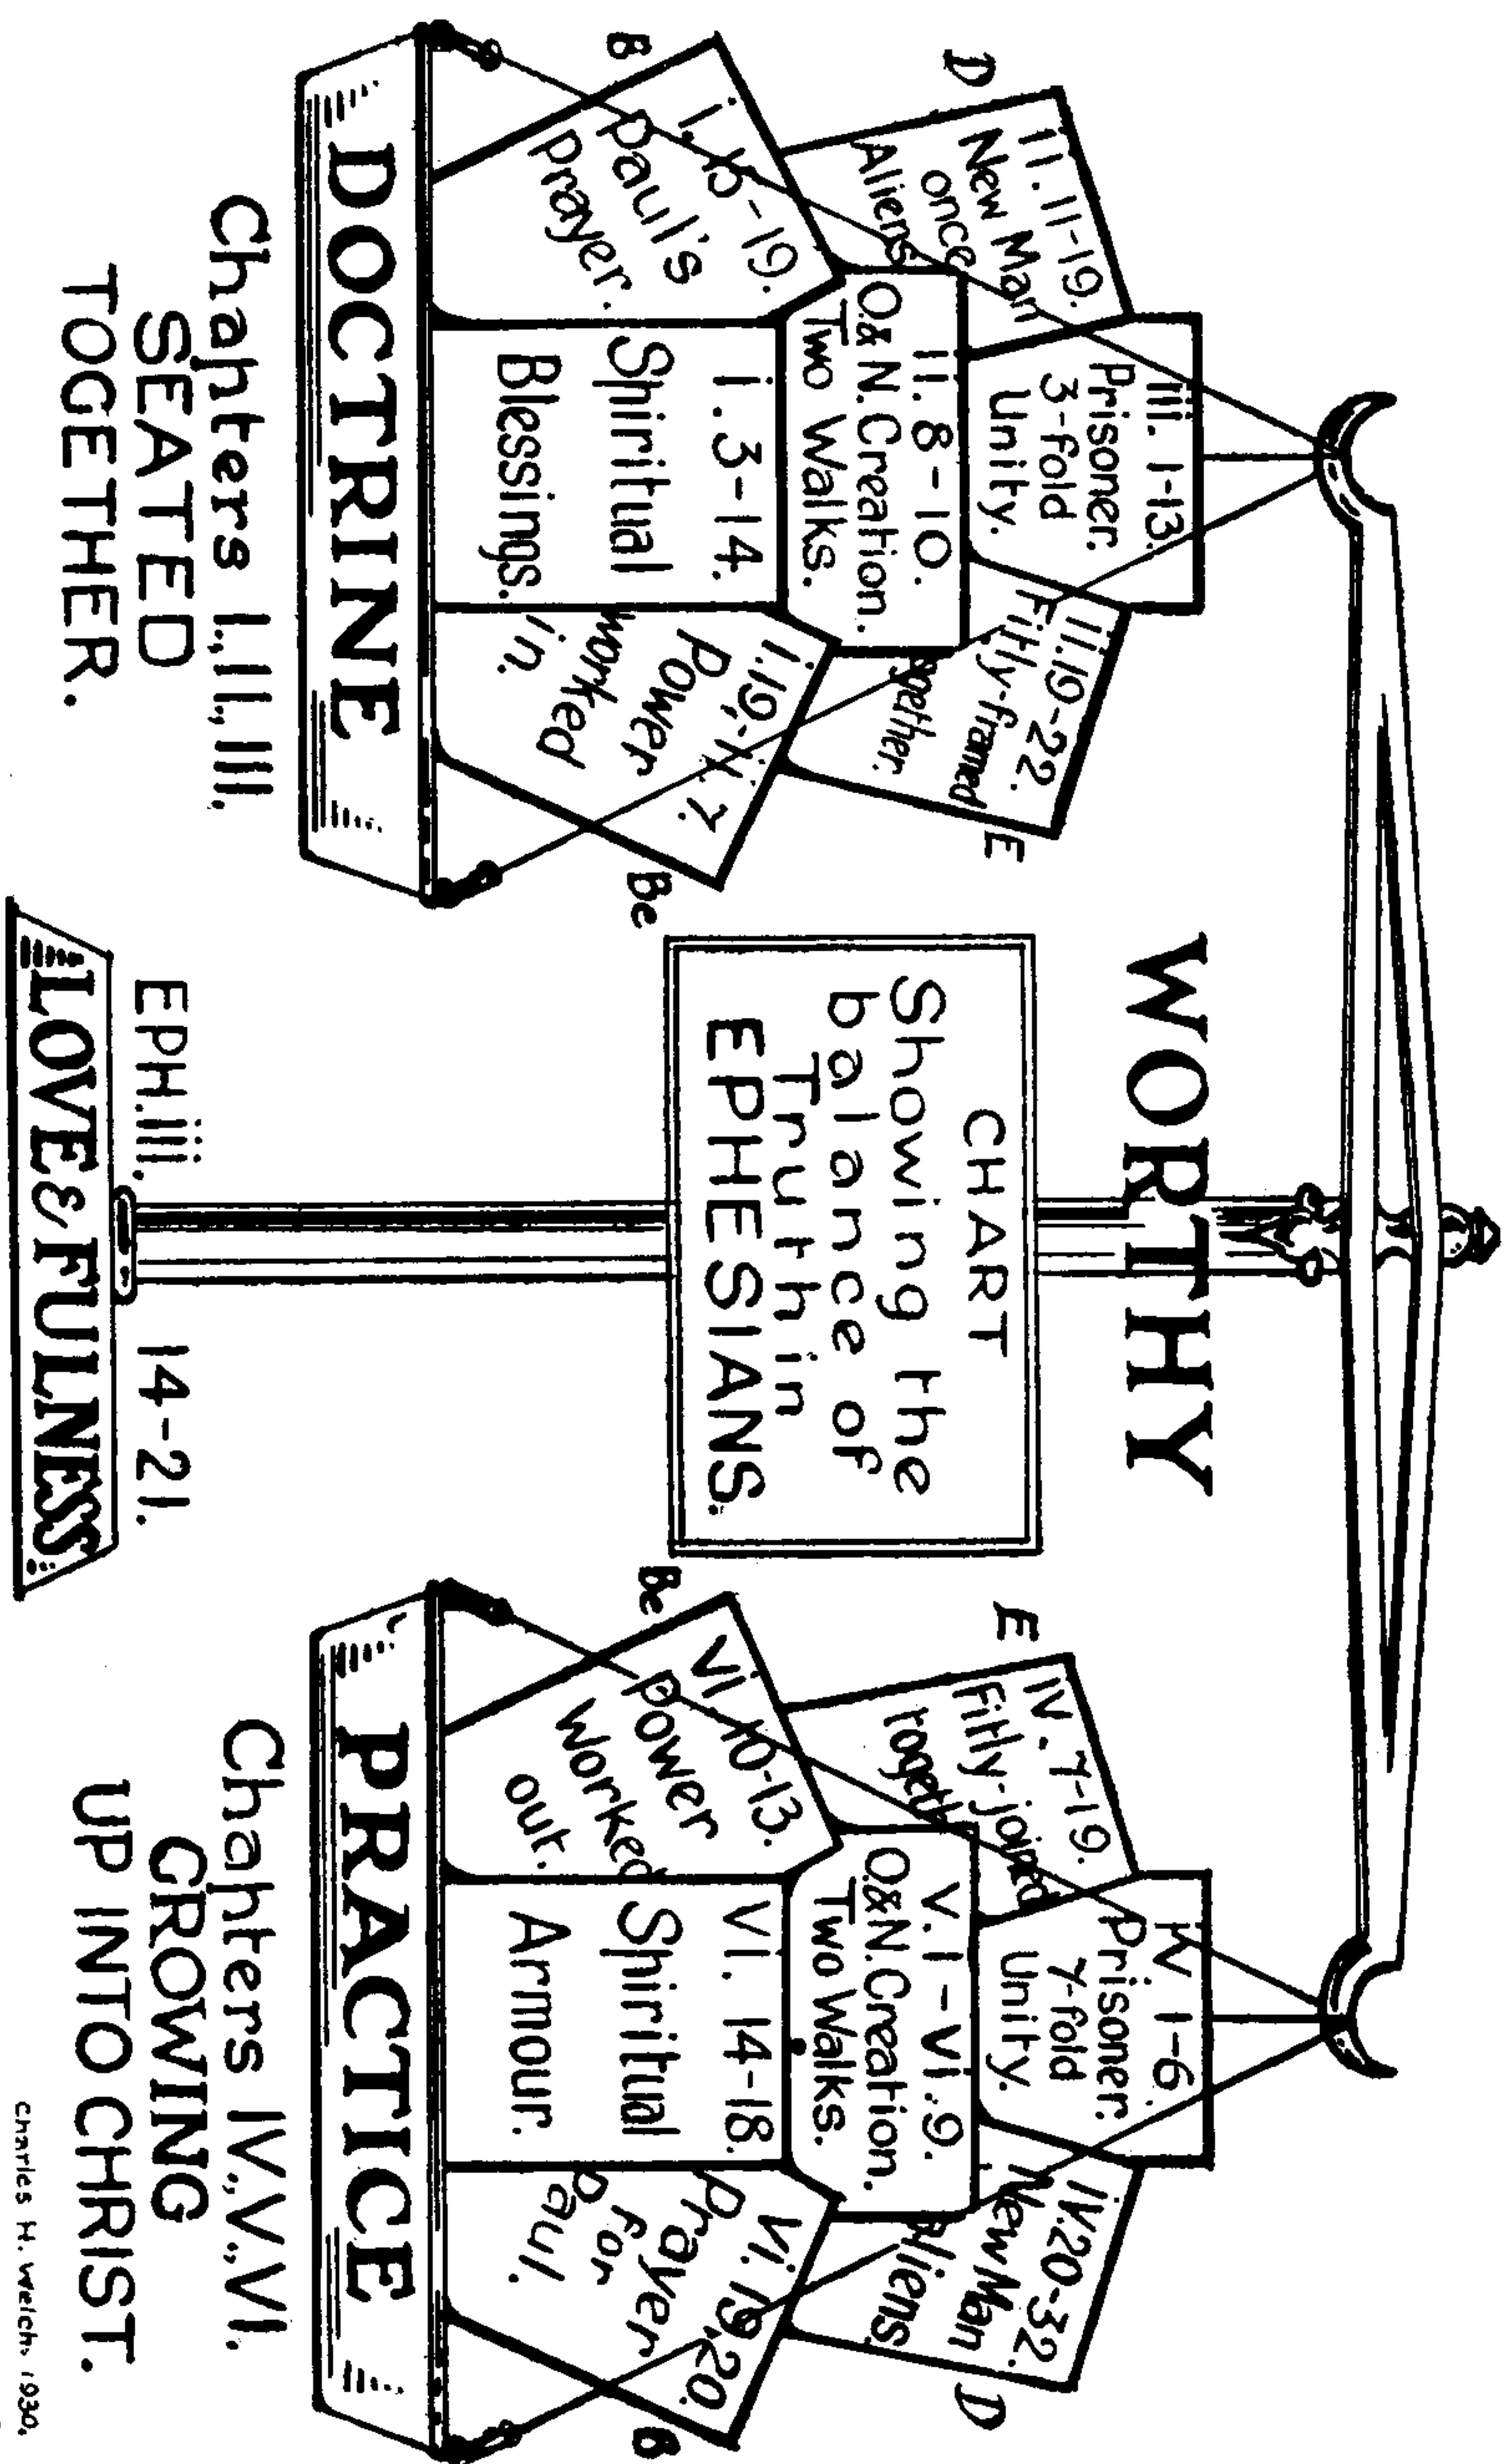 WORTHY
CHART
Showing the
balance of
Truth in
EPHESIANS.
III. 1-13.
Prisoner.
3-fold
Unity.
D
II.11-19.
New Man
once
Aliens
II.19-22.
Fitly-framed
together.
E
II.8-10.
O.& N.Creation.
Two Walks.
B
I.15-19.
Paul's
prayer.
I.3-14.
Spiritual
Blessings.
I.19-II.7.
Power
worked
in.
Be
DOCTRINE
Chapters I.,II.,III.
SEATED
TOGETHER.
EPH.III. 14-21.
LOVE & FULNESS
IV 1-6.
Prisoner.
7-fold
Unity.
E
IV.7-19.
Fitly-joined
IV.20-32.
New Man
Aliens
D
V.1-VI.9.
O.&N.Creation.
Two Walks.
Be
VI.10-13.
power
worked
out.
VI.14-18.
Spiritual
Armour.
VI.19,20.
Prayer
for
Paul.
B
PRACTICE
Chapters IV.,V.,VI.
GROWING
UP INTO CHRIST.
Charles H. Welch. 1930.